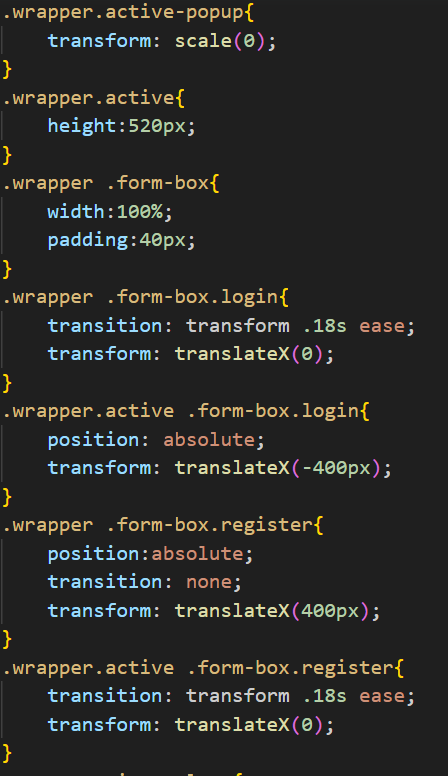 .wrapper.active-popup{
    transform: scale(0);
}
.wrapper.active{
    height:520px;
}
.wrapper .form-box{
    width:100%;
    padding:40px;
}
.wrapper .form-box.login{
    transition: transform .18s ease;
    transform: translateX(0);
}
.wrapper.active .form-box.login{
    position: absolute;
    transform: translateX(-400px);
}
.wrapper .form-box.register{
    position:absolute;
    transition: none;
    transform: translateX(400px);
}
.wrapper.active .form-box.register{
    transition: transform .18s ease;
    transform: translateX(0);
}